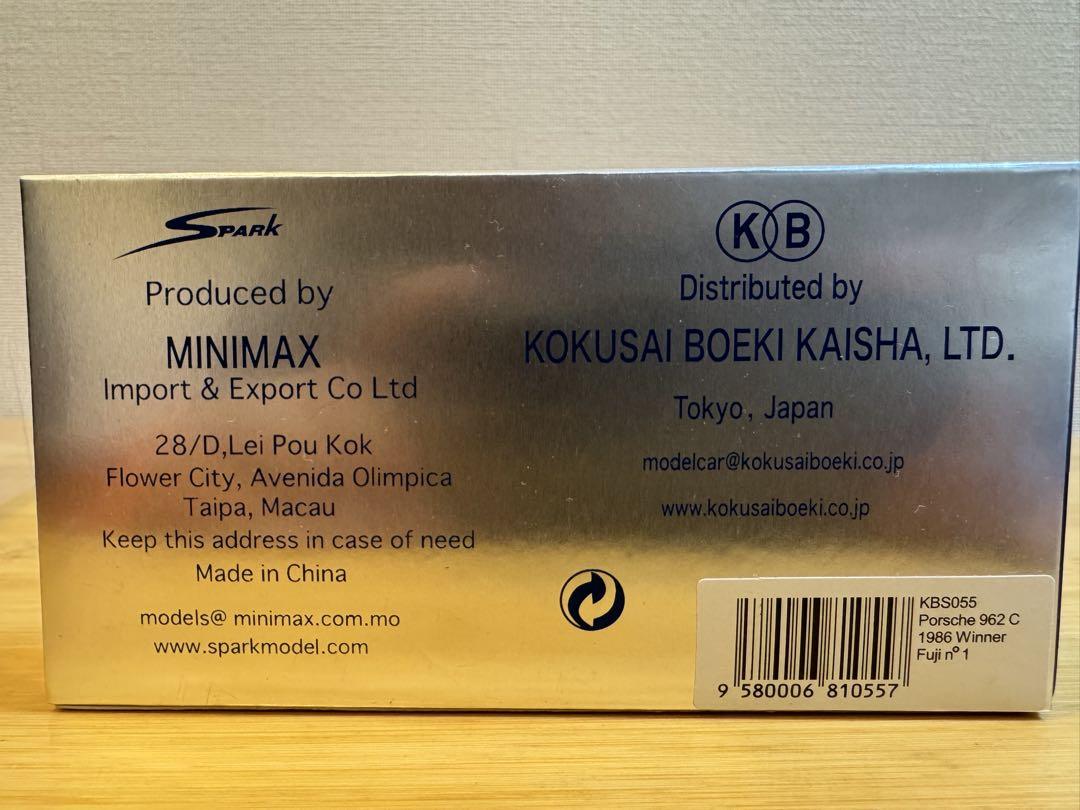 SPARK
Produced by
MINIMAX
Import & Export Co Ltd
28/D,Lei Pou Kok
Flower City, Avenida Olimpica
Taipa, Macau
Keep this address in case of need
Made in China
models@ minimax.com.mo
www.sparkmodel.com
KB
Distributed by
KOKUSAI BOEKI KAISHA, LTD.
Tokyo, Japan
modelcar@kokusaiboeki.co.jp
www.kokusaiboeki.co.jp
KBS055
Porsche 962 C
1986 Winner
Fuji nº 1
9 580006 810557